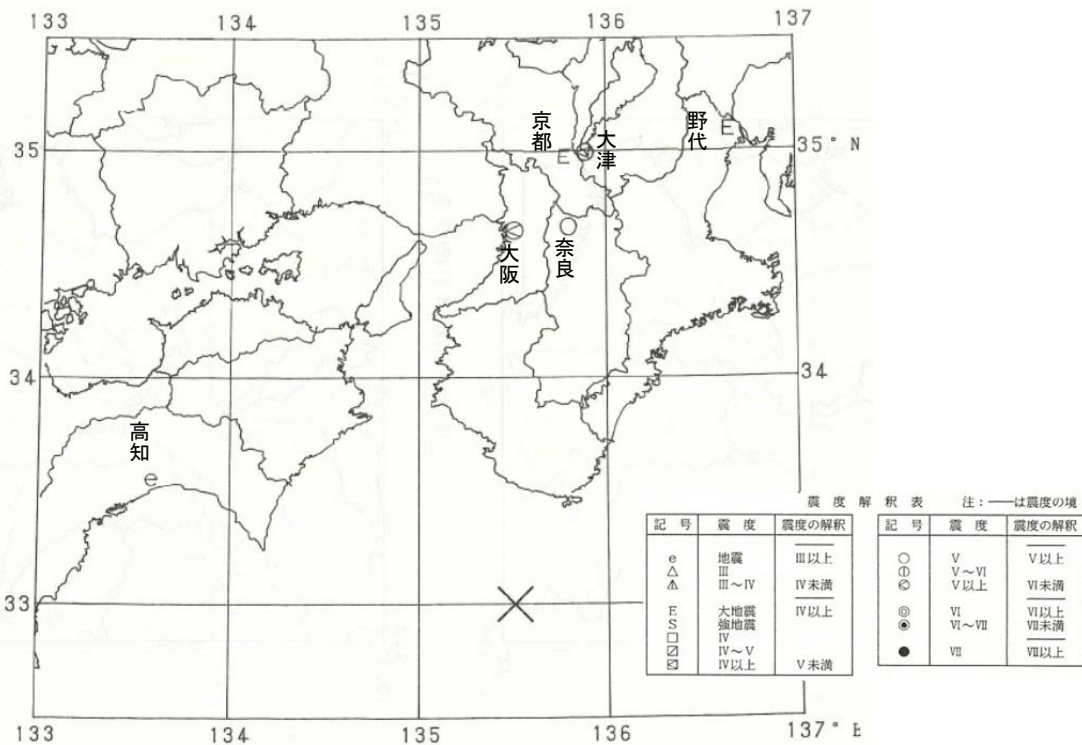 133 134 135 136 137
京都
大津
野代
E
35 35° N
E
奈良
大阪
34 34
高知
e
33
133 134 135 136 137° E
震度解釈表 注:──は震度の境
記号 震度 震度の解釈
e 地震 III以上
△ III
III～IV IV未満
E 大地震 IV以上
S 強地震
□ IV
IV～V
IV以上 V未満
記号 震度 震度の解釈
○ V V以上
V～VI
V以上 VI未満
◎ VI VI以上
◉ VI～VII VII未満
● VII VII以上